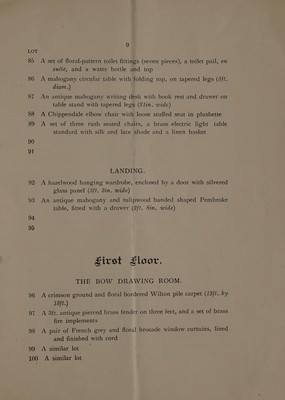 9
LOT
85 A set of floral-pattern toilet fittings (seven pieces), a toilet pail, en
suite, and a water bottle and top
86 A mahogany circular table with folding top, on tapered legs (3ft.
diam.)
87 An antique mahogany writing desk with book rest and drawer on
table stand with tapered legs (21in. wide)
88 A Chippendale elbow chair with loose stuffed seat in plushette
89 A set of three rush seated chairs, a brass electric light table
standard with silk and lace shade and a linen basket
90
91
LANDING.
92 A hazelwood hanging wardrobe, enclosed by a door with silvered
glass panel (3ft. 3in. wide)
93 An antique mahogany and tulipwood banded shaped Pembroke
table, fitted with a drawer (2ft. 8in. wide)
94
95
First Floor.
THE BOW DRAWING ROOM.
96 A crimson ground and floral bordered Wilton pile carpet (13ft. by
12ft.)
97 A 3ft. antique pierced brass fender on three feet, and a set of brass
fire implements
98 A pair of French grey and floral brocade window curtains, lined
and finished with cord
99 A similar lot
100 A similar lot